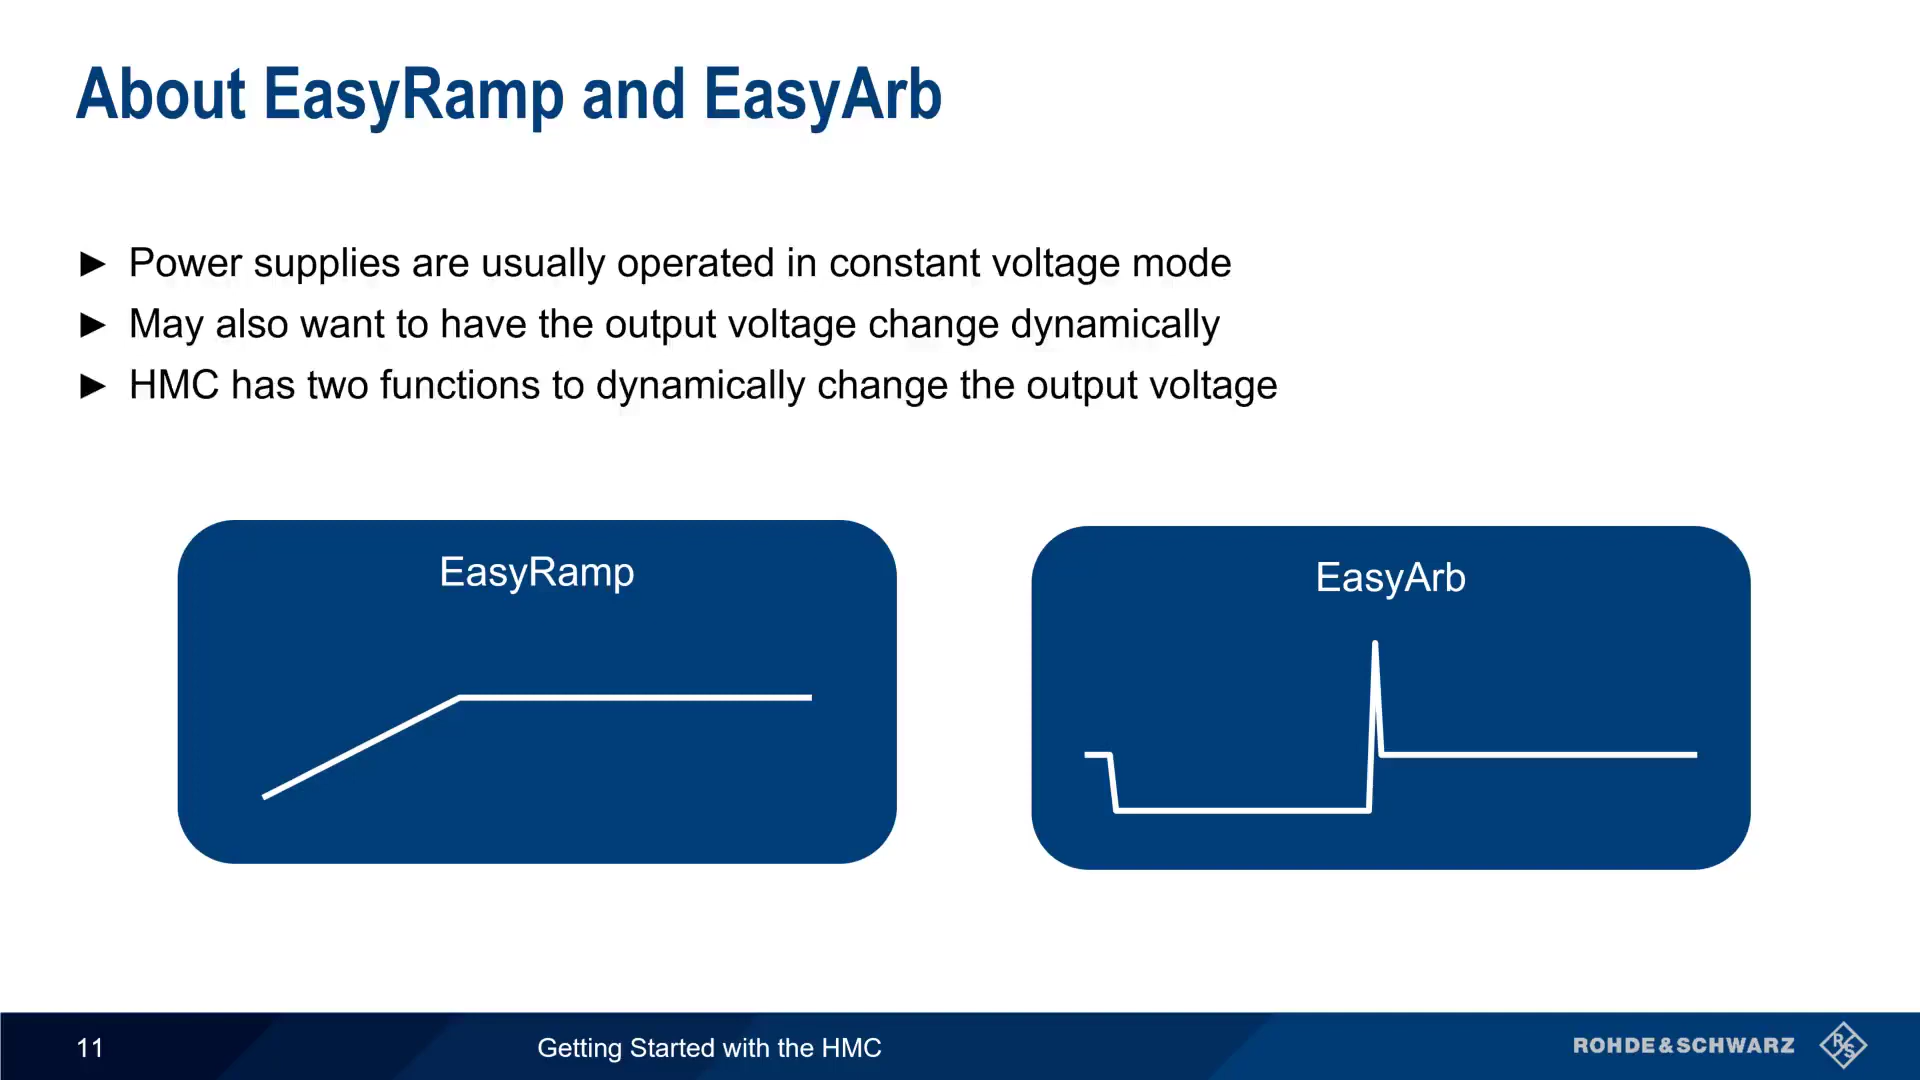 About EasyRamp and EasyArb
► Power supplies are usually operated in constant voltage mode
► May also want to have the output voltage change dynamically
► HMC has two functions to dynamically change the output voltage
EasyRamp
EasyArb
11
Getting Started with the HMC
ROHDE&SCHWARZ
R&S